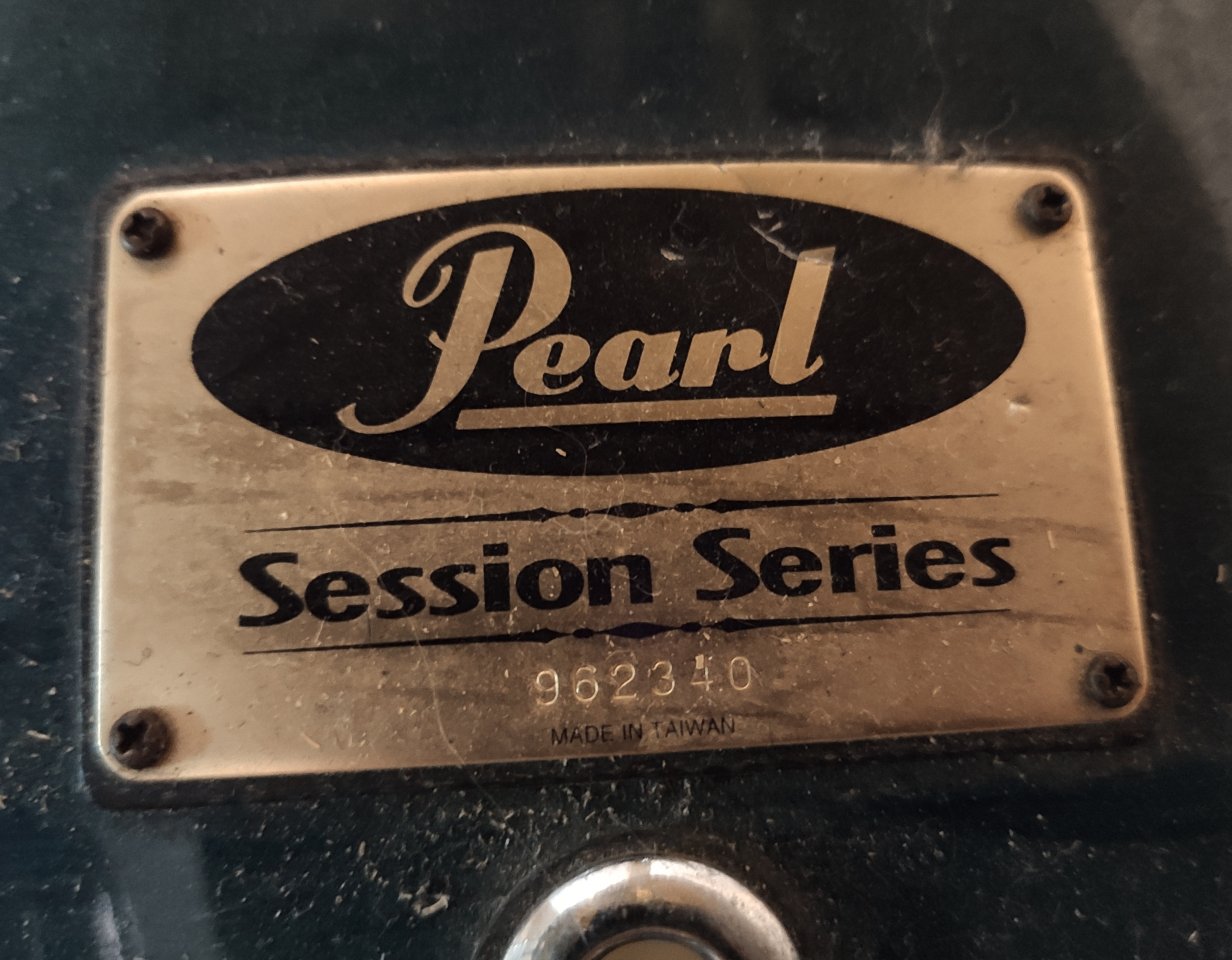 Pearl
Session Series
962340
MADE IN TAIWAN